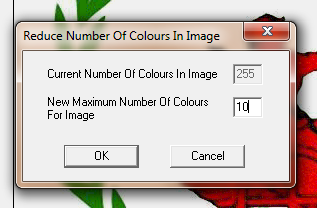 Reduce Number Of Colours In Image
Current Number Of Colours In Image 255
New Maximum Number Of Colours
For Image 10
OK Cancel